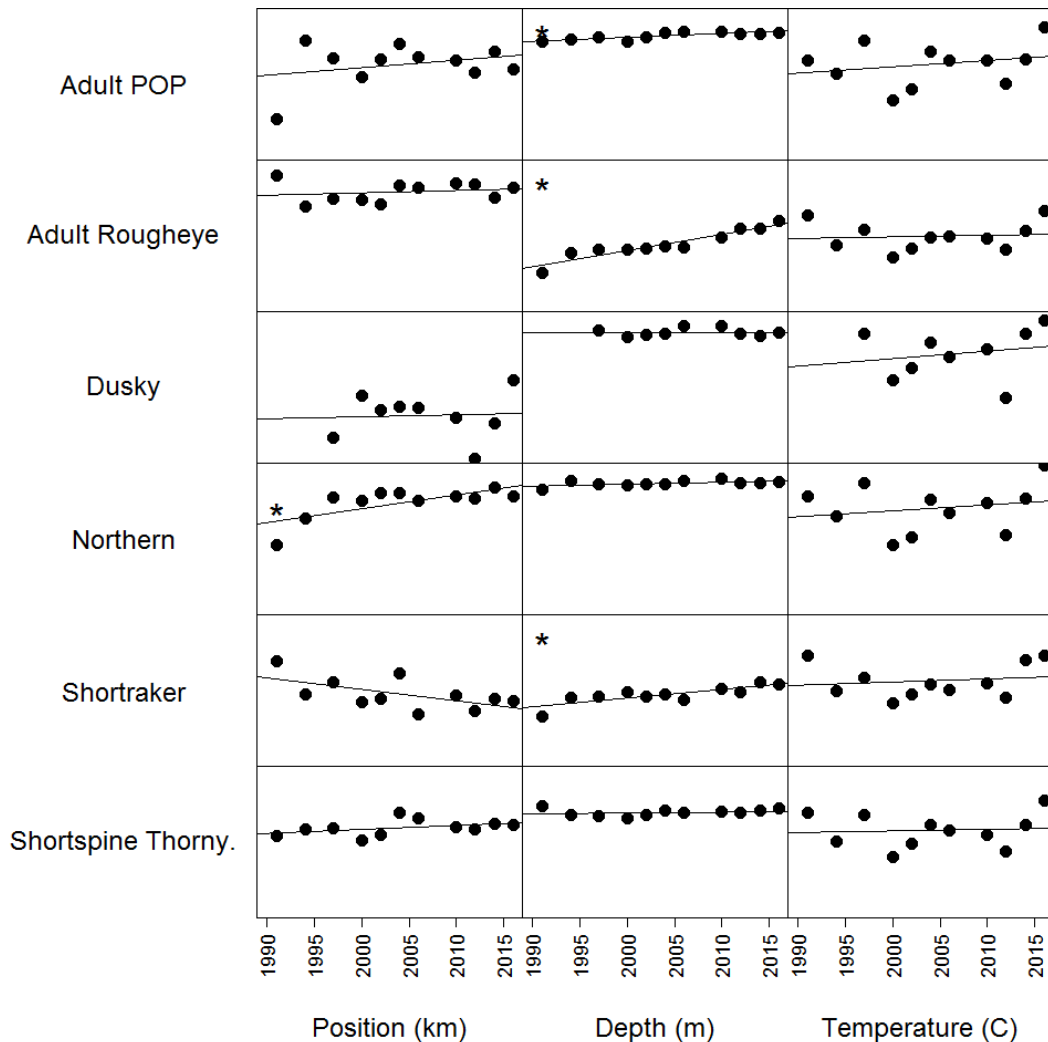 Adult POP
*
Adult Rougheye
*
Dusky
Northern
*
Shortraker
*
Shortspine Thorny.
1990 1995 2000 2005 2010 2015 1990 1995 2000 2005 2010 2015 1990 1995 2000 2005 2010 2015
Position (km) Depth (m) Temperature (C)